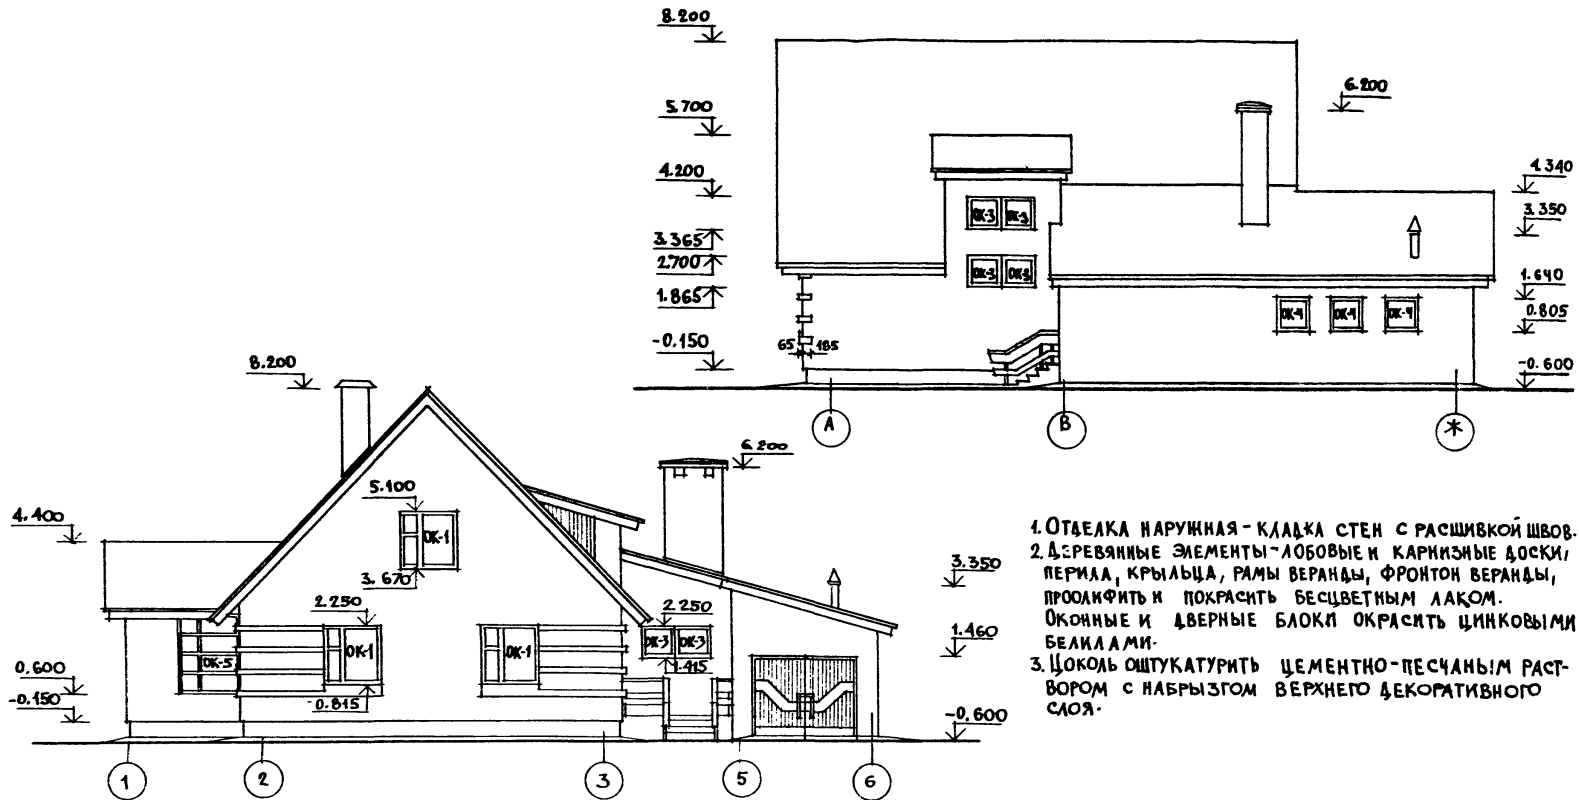 8.200
5.700
4.200
3.365
2.700
1.865
-0.150
65 185
6.200
4.340
3.350
1.640
0.805
-0.600
ОК-3 ОК-3
ОК-3 ОК-3
ОК-4 ОК-4 ОК-4
А В Ж
8.200
4.400
0.600
-0.150
5.100
ОК-1
3.670
2.250
ОК-5
ОК-1
ОК-1
-0.815
6.200
2.250
ОК-3 ОК-3
1.415
3.350
1.460
-0.600
1 2 3 5 6
1. Отделка наружная - кладка стен с расшивкой швов.
2. Деревянные элементы - лобовые и карнизные доски,
перила, крыльца, рамы веранды, фронтон веранды,
проолифить и покрасить бесцветным лаком.
Оконные и дверные блоки окрасить цинковыми
белилами.
3. Цоколь оштукатурить цементно-песчаным раст-
вором с набрызгом верхнего декоративного
слоя.